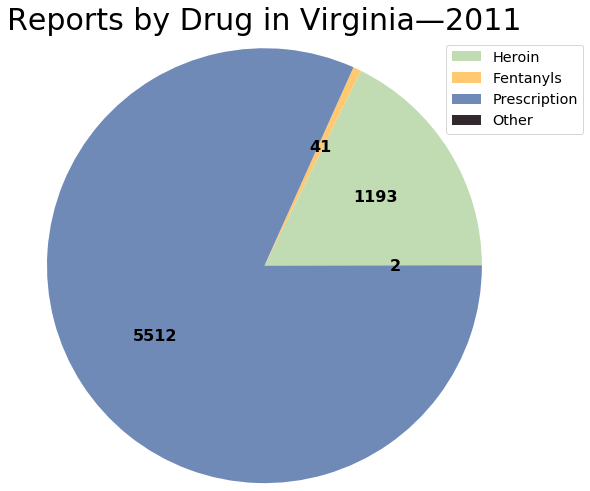 Reports by Drug in Virginia—2011
Heroin
Fentanyls
Prescription
Other
41
1193
2
5512